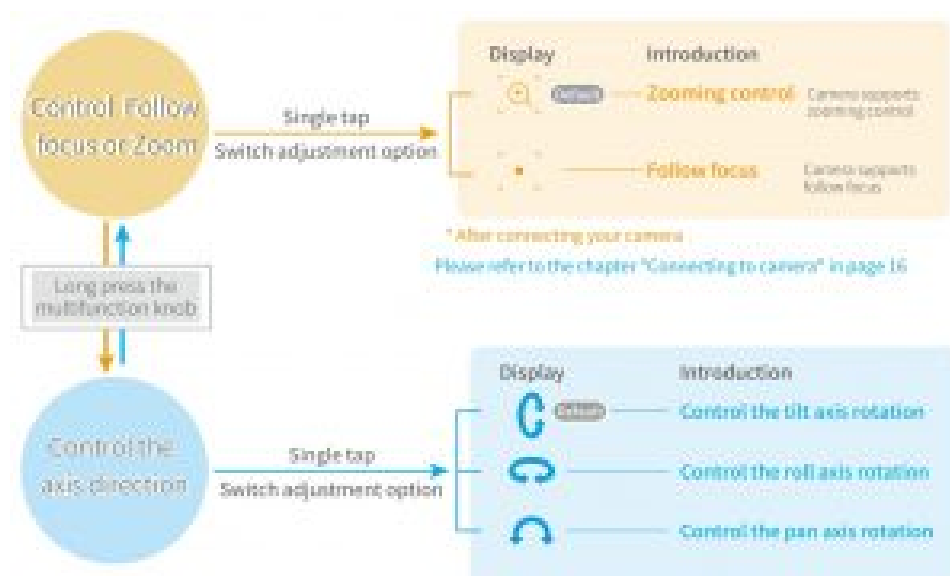 Control Follow
focus or Zoom
Single tap
Switch adjustment option
Display Introduction
Default Zooming control Camera supports
zooming control
Follow focus Camera supports
follow focus
* After connecting your camera
Please refer to the chapter "Connecting to camera" in page 16
Long press the
multifunction knob
Control the
axis direction
Single tap
Switch adjustment option
Display Introduction
Default Control the tilt axis rotation
Control the roll axis rotation
Control the pan axis rotation